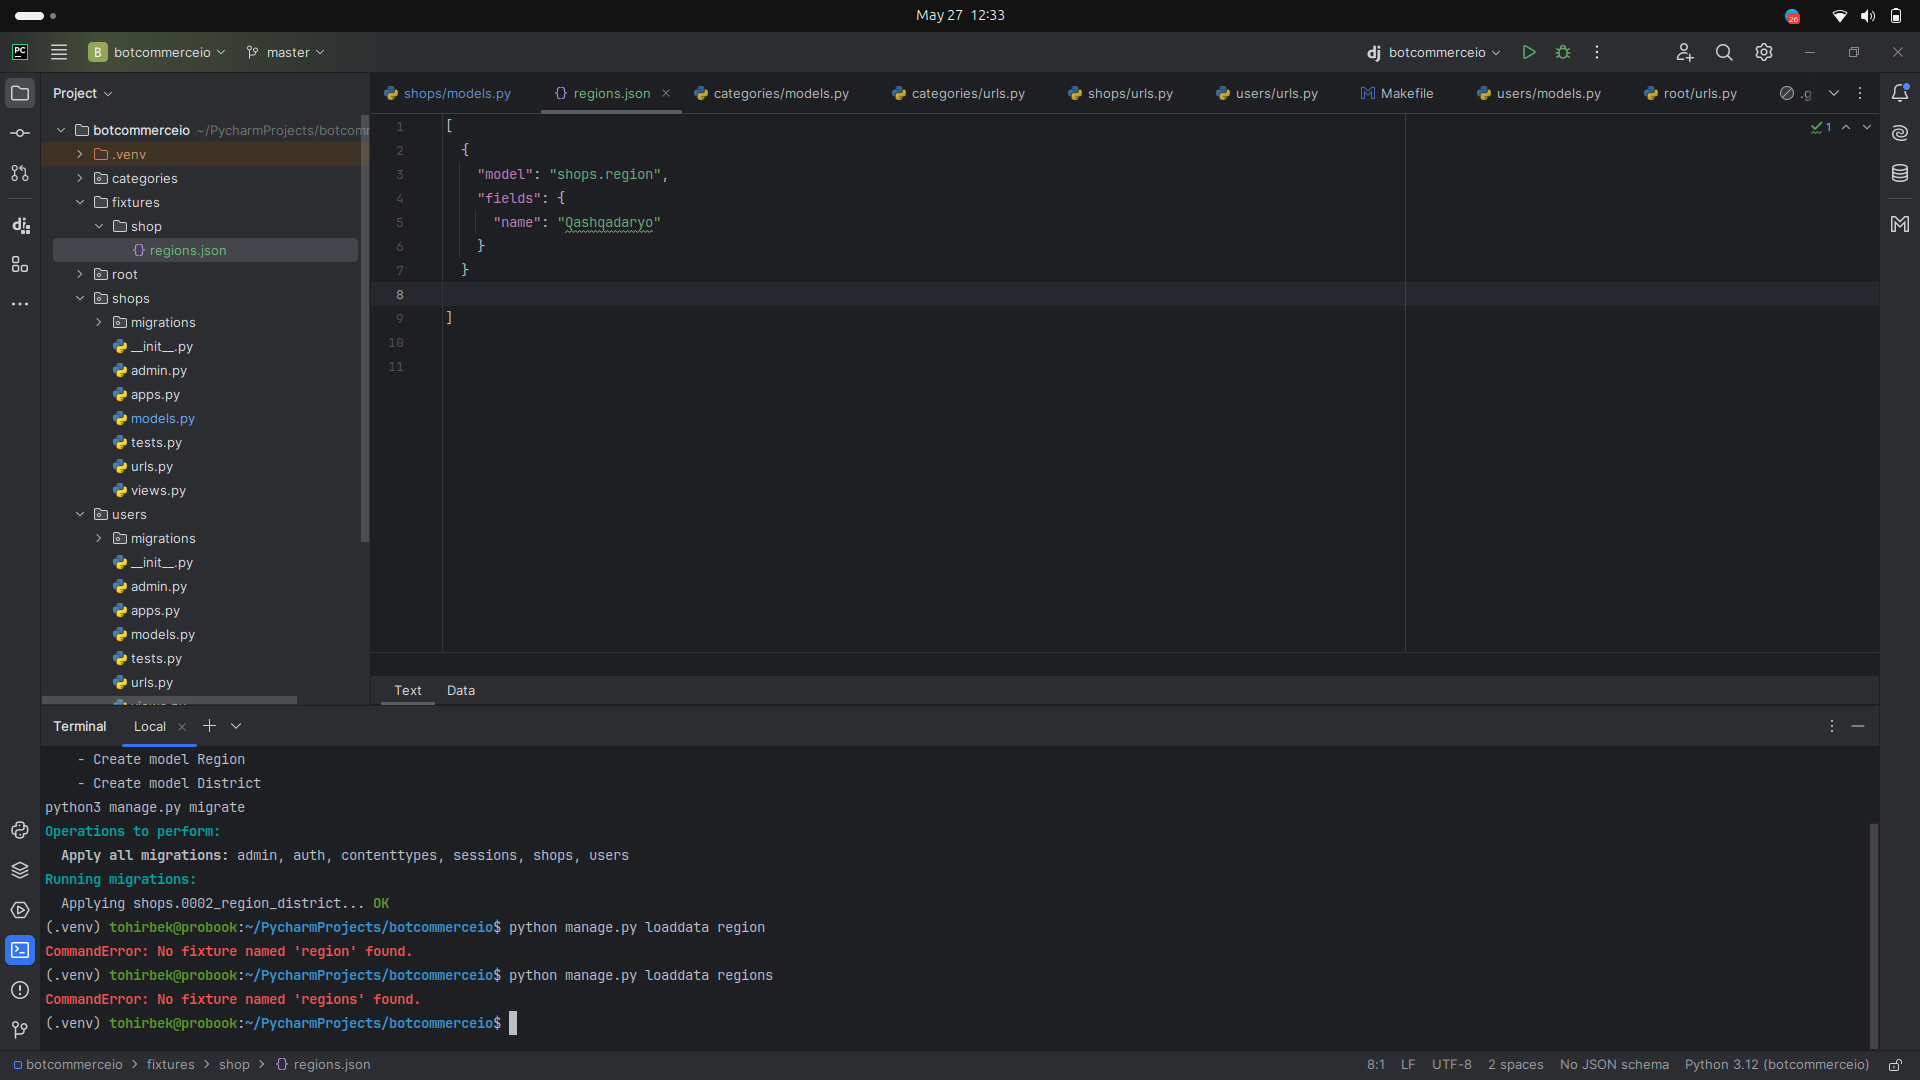 May 27 12:33
26
PC
B botcommerceio
master
dj botcommerceio
Project
shops/models.py
regions.json
categories/models.py
categories/urls.py
shops/urls.py
users/urls.py
Makefile
users/models.py
root/urls.py
.g
botcommerceio ~/PycharmProjects/botcomm
.venv
categories
fixtures
shop
regions.json
root
shops
migrations
__init__.py
admin.py
apps.py
models.py
tests.py
urls.py
views.py
users
migrations
__init__.py
admin.py
apps.py
models.py
tests.py
urls.py
views.py
1 [
2 {
3 "model": "shops.region",
4 "fields": {
5 "name": "Qashqadaryo"
6 }
7 }
8
9 ]
10
11
1
Text Data
Terminal Local
- Create model Region
- Create model District
python3 manage.py migrate
Operations to perform:
Apply all migrations: admin, auth, contenttypes, sessions, shops, users
Running migrations:
Applying shops.0002_region_district... OK
(.venv) tohirbek@probook:~/PycharmProjects/botcommerceio$ python manage.py loaddata region
CommandError: No fixture named 'region' found.
(.venv) tohirbek@probook:~/PycharmProjects/botcommerceio$ python manage.py loaddata regions
CommandError: No fixture named 'regions' found.
(.venv) tohirbek@probook:~/PycharmProjects/botcommerceio$
botcommerceio > fixtures > shop > regions.json
8:1 LF UTF-8 2 spaces No JSON schema Python 3.12 (botcommerceio)